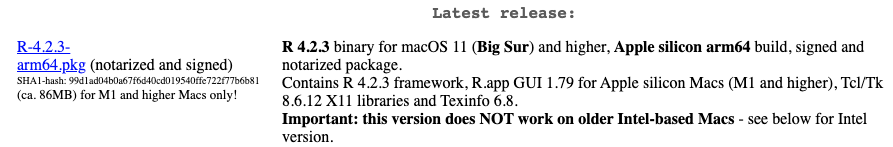 Latest release:
R-4.2.3-
arm64.pkg (notarized and signed)
SHA1-hash: 99d1ad04b0a67f6d40cd019540ffe722f77b6b81
(ca. 86MB) for M1 and higher Macs only!
R 4.2.3 binary for macOS 11 (Big Sur) and higher, Apple silicon arm64 build, signed and
notarized package.
Contains R 4.2.3 framework, R.app GUI 1.79 for Apple silicon Macs (M1 and higher), Tcl/Tk
8.6.12 X11 libraries and Texinfo 6.8.
Important: this version does NOT work on older Intel-based Macs - see below for Intel
version.